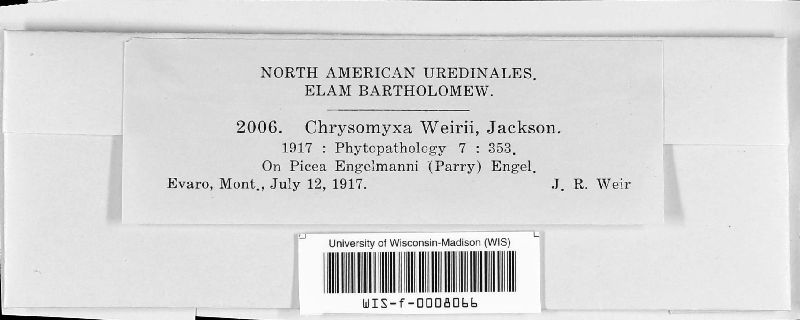 NORTH AMERICAN UREDINALES.
ELAM BARTHOLOMEW.
2006. Chrysomyxa Weirii, Jackson.
1917 : Phytopathology 7 : 353.
On Picea Engelmanni (Parry) Engel.
Evaro, Mont., July 12, 1917. J. R. Weir
University of Wisconsin-Madison (WIS)
WIS-f-0008066